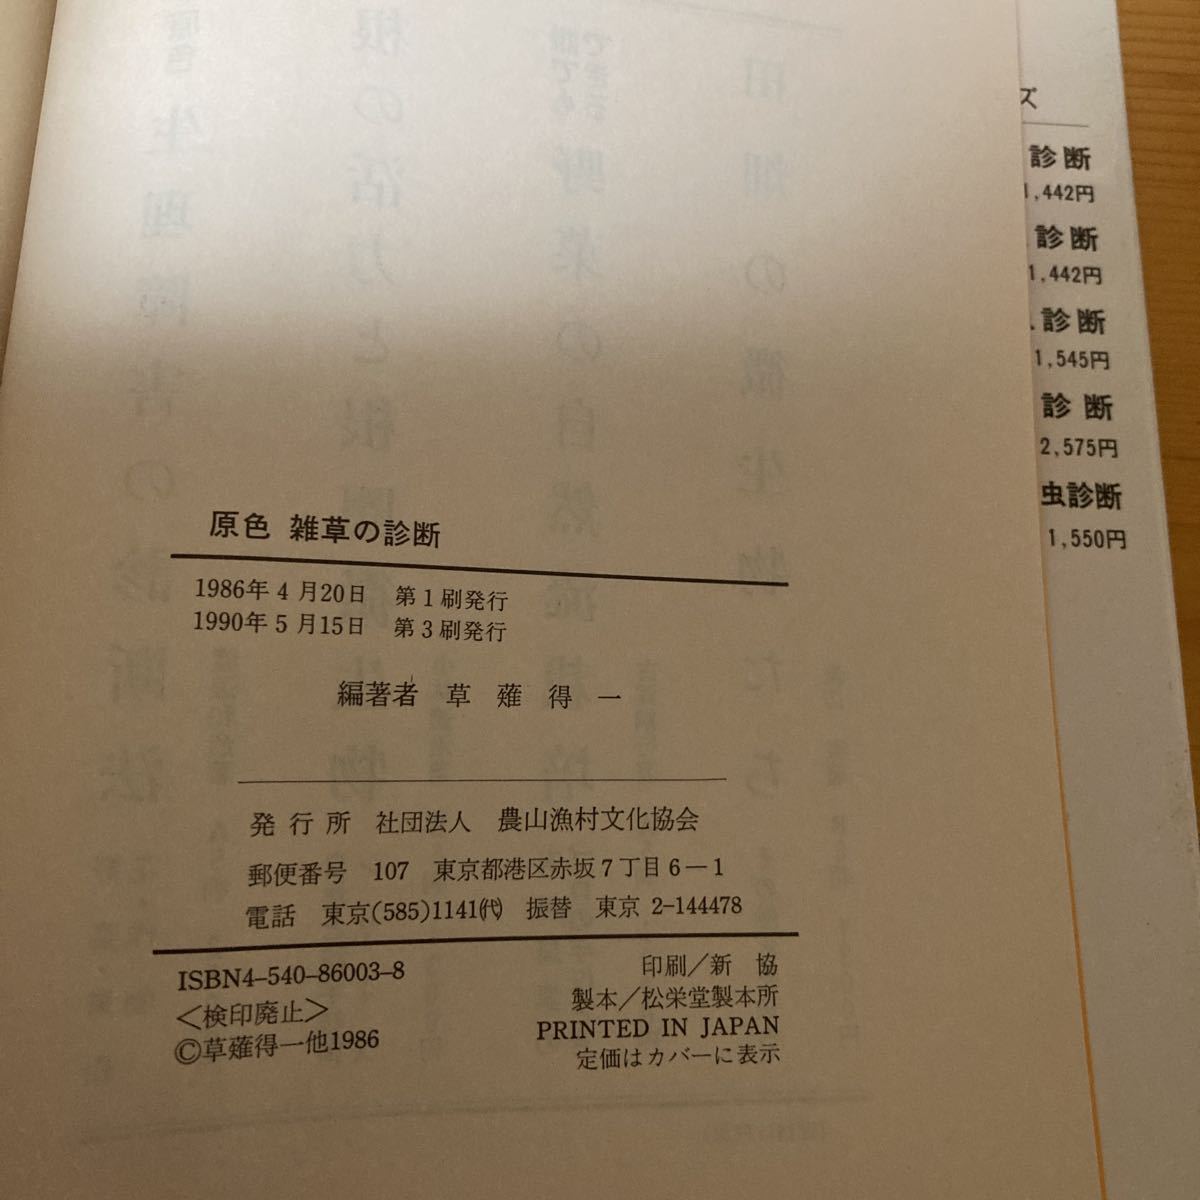 原色 雑草の診断
1986年4月20日 第1刷発行
1990年5月15日 第3刷発行
編著者 草薙得一
発行所 社団法人 農山漁村文化協会
郵便番号 107 東京都港区赤坂7丁目6－1
電話 東京(585)1141㈹ 振替 東京 2-144478
ISBN4-540-86003-8
＜検印廃止＞
©草薙得一他1986
印刷／新 協
製本／松栄堂製本所
PRINTED IN JAPAN
定価はカバーに表示
ズ
診断
1,442円
診断
1,442円
診断
1,545円
診断
2,575円
虫診断
1,550円